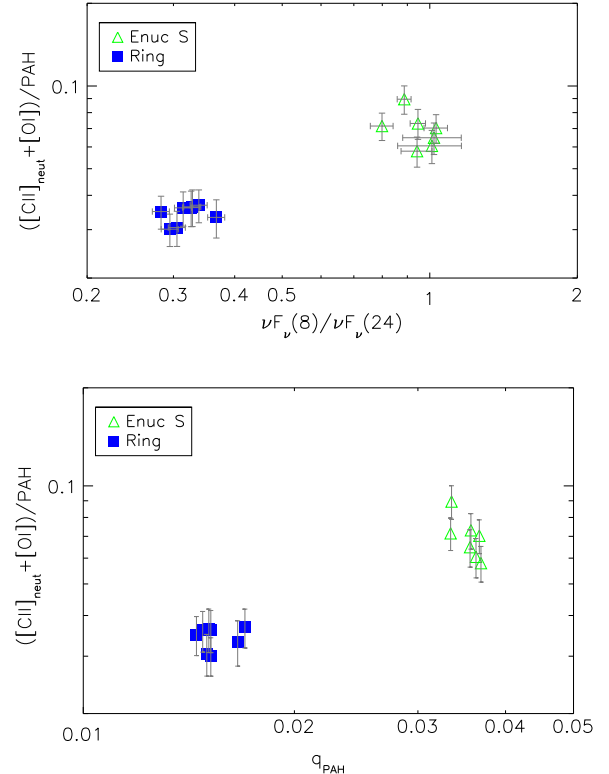 Enuc S
Ring
0.1
([CII]neut+[OI])/PAH
0.2
0.3
0.4
0.5
1
2
νFν(8)/νFν(24)
Enuc S
Ring
0.1
([CII]neut+[OI])/PAH
0.01
0.02
0.03
0.04
0.05
qPAH